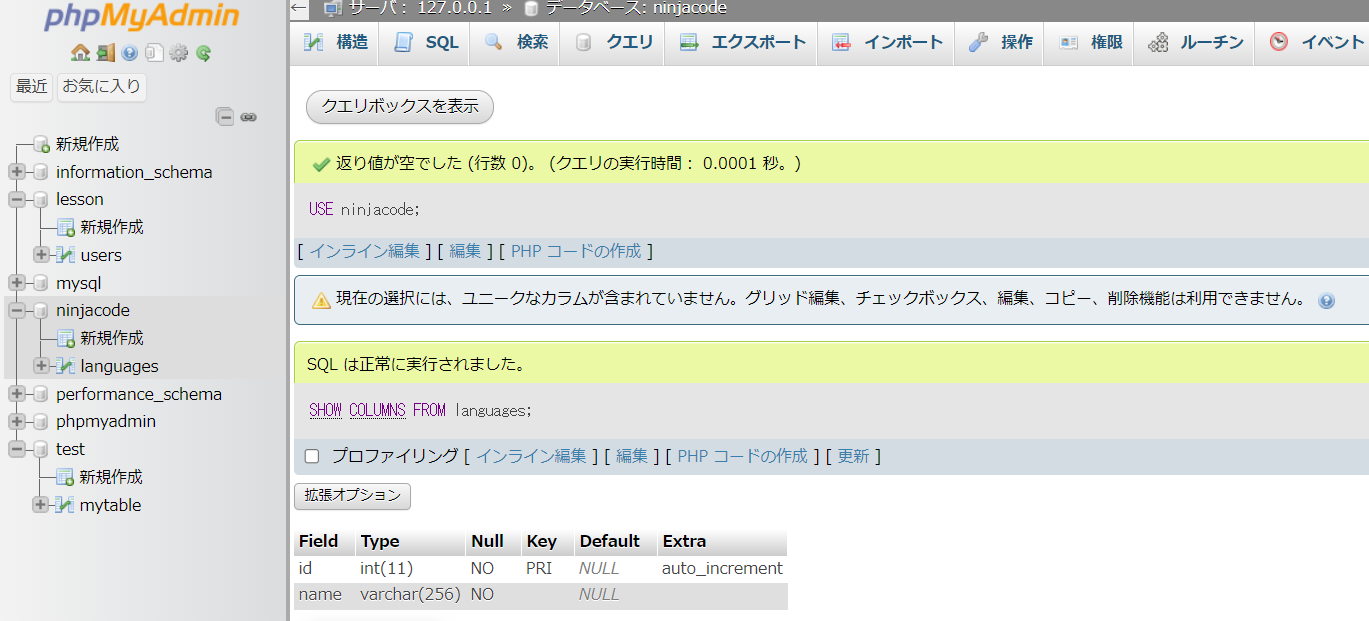 phpMyAdmin
最近 お気に入り
新規作成
information_schema
lesson
新規作成
users
mysql
ninjacode
新規作成
languages
performance_schema
phpmyadmin
test
新規作成
mytable
サーバ: 127.0.0.1 » データベース: ninjacode
構造 SQL 検索 クエリ エクスポート インポート 操作 権限 ルーチン イベント
クエリボックスを表示
返り値が空でした (行数 0)。 (クエリの実行時間: 0.0001 秒。)
USE ninjacode;
[ インライン編集 ] [ 編集 ] [ PHP コードの作成 ]
現在の選択には、ユニークなカラムが含まれていません。グリッド編集、チェックボックス、編集、コピー、削除機能は利用できません。
SQL は正常に実行されました。
SHOW COLUMNS FROM languages;
プロファイリング [ インライン編集 ] [ 編集 ] [ PHP コードの作成 ] [ 更新 ]
拡張オプション
Field Type Null Key Default Extra
id int(11) NO PRI NULL auto_increment
name varchar(256) NO NULL